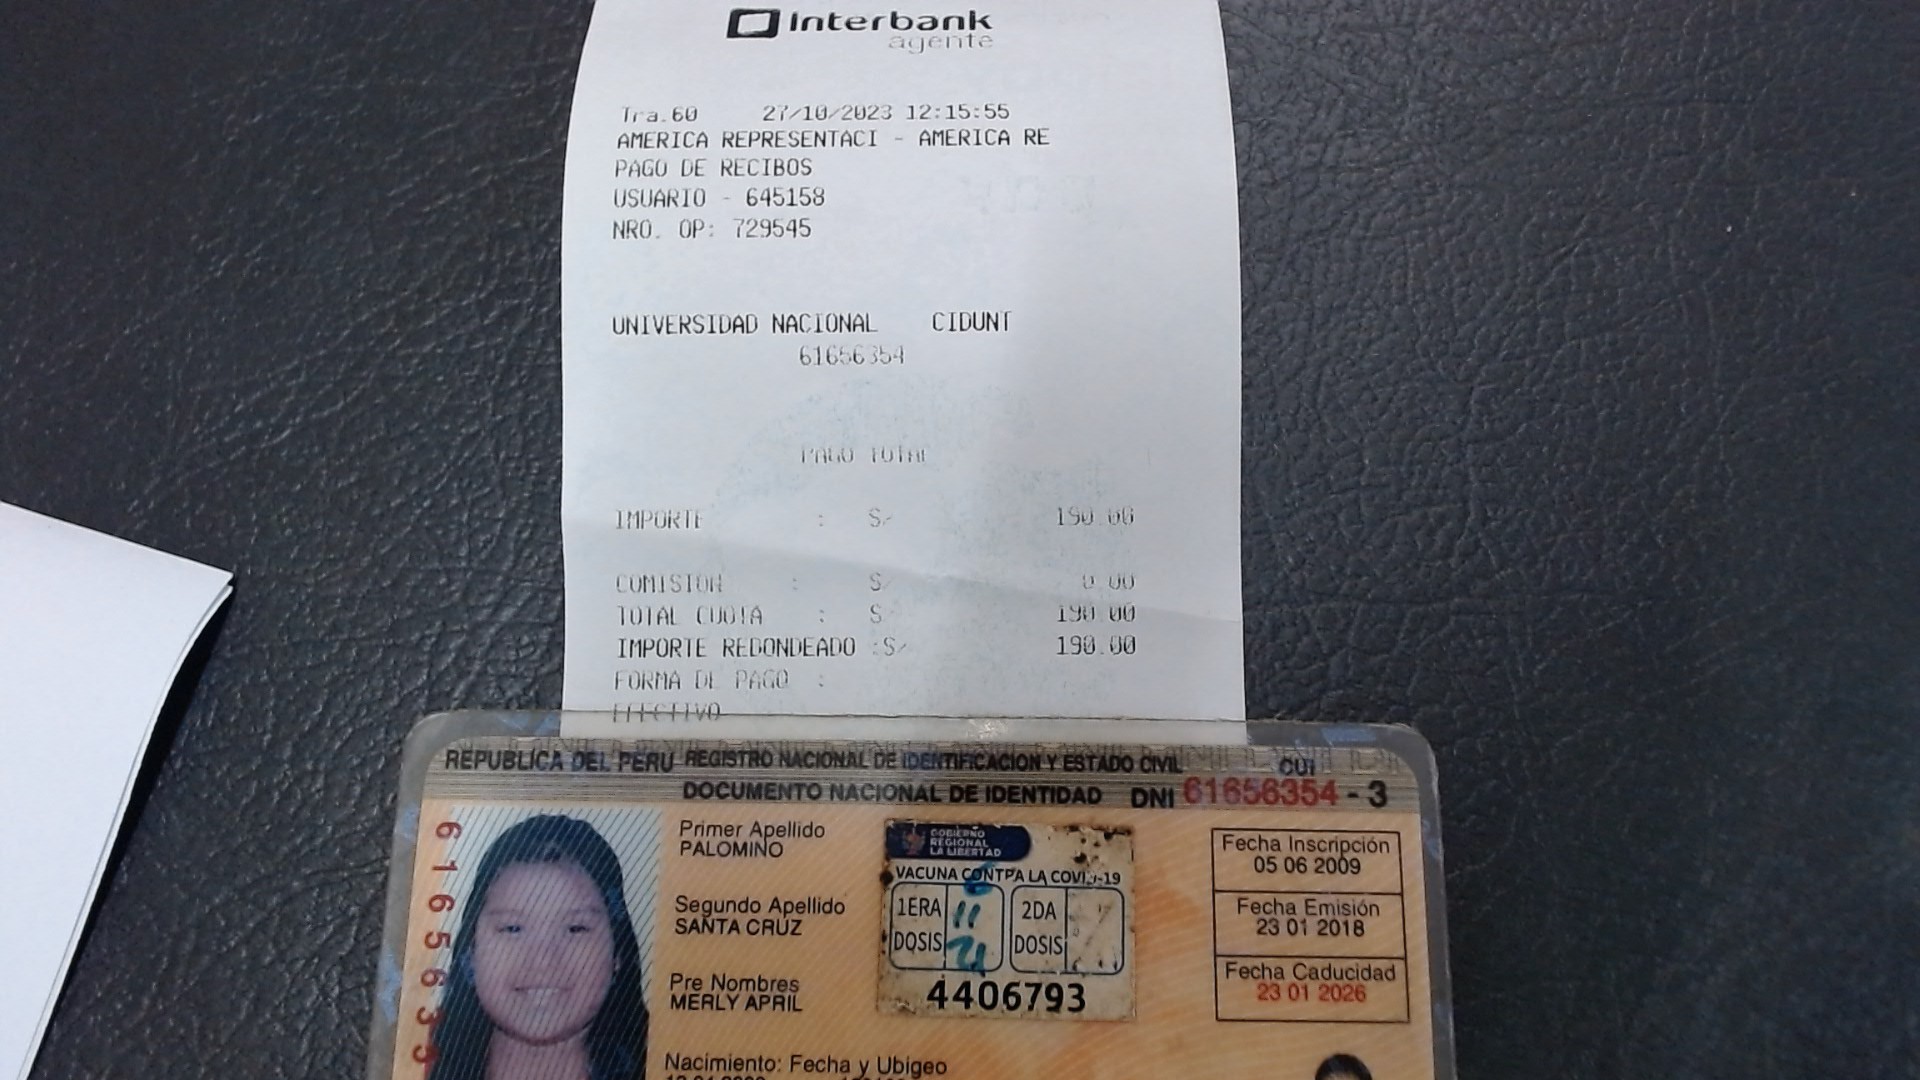 Interbank
agente
Tra.60 27/10/2023 12:15:55
AMERICA REPRESENTACI - AMERICA RE
PAGO DE RECIBOS
USUARIO - 645158
NRO. OP: 729545
UNIVERSIDAD NACIONAL CIDUNT
61656354
PAGO TOTAL
IMPORTE : S/ 190.00
COMISION : S/ 0.00
TOTAL CUOTA : S/ 190.00
IMPORTE REDONDEADO :S/ 190.00
FORMA DE PAGO :
EFECTIVO
REPUBLICA DEL PERU REGISTRO NACIONAL DE IDENTIFICACION Y ESTADO CIVIL CUI
DOCUMENTO NACIONAL DE IDENTIDAD DNI 61656354 - 3
Primer Apellido
PALOMINO
Segundo Apellido
SANTA CRUZ
Pre Nombres
MERLY APRIL
Nacimiento: Fecha y Ubigeo
GOBIERNO
REGIONAL
LA LIBERTAD
VACUNA CONTRA LA COVID-19
1ERA DOSIS 11 21
2DA DOSIS
4406793
Fecha Inscripción
05 06 2009
Fecha Emisión
23 01 2018
Fecha Caducidad
23 01 2026